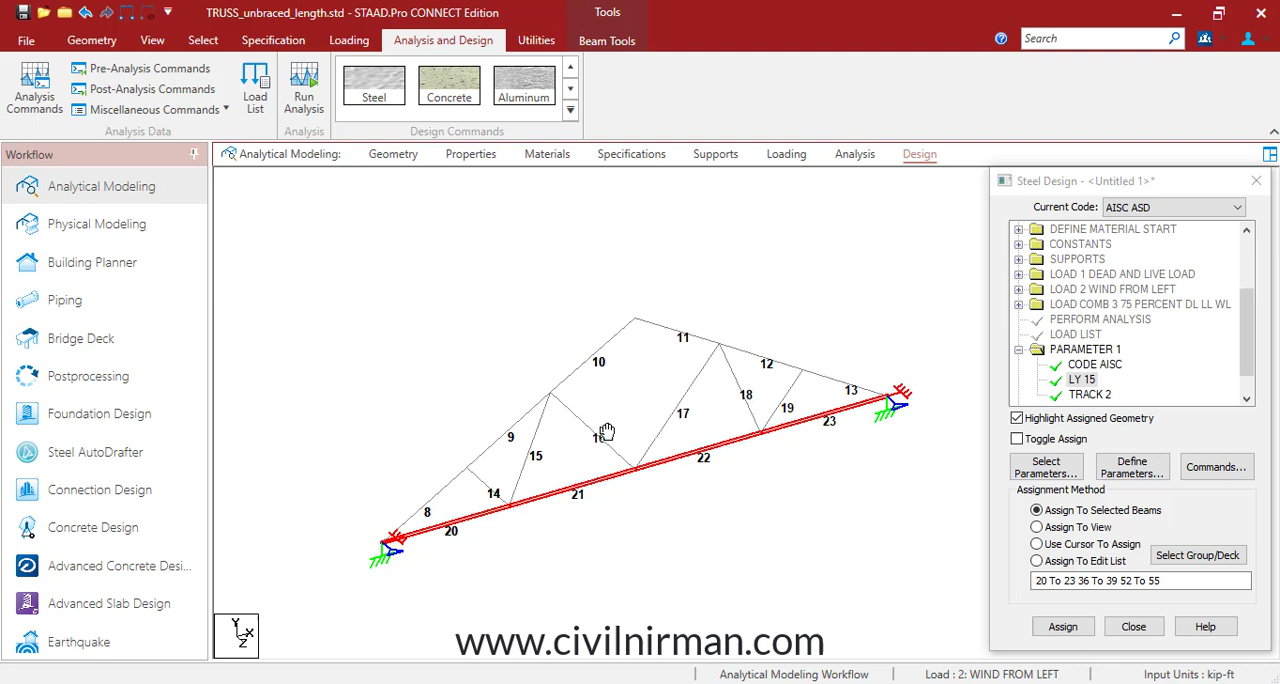 TRUSS_unbraced_length.std - STAAD.Pro CONNECT Edition
Tools
File
Geometry
View
Select
Specification
Loading
Analysis and Design
Utilities
Beam Tools
Search
Analysis Commands
Pre-Analysis Commands
Post-Analysis Commands
Miscellaneous Commands
Analysis Data
Load List
Run Analysis
Analysis
Steel
Concrete
Aluminum
Design Commands
Workflow
Analytical Modeling
Physical Modeling
Building Planner
Piping
Bridge Deck
Postprocessing
Foundation Design
Steel AutoDrafter
Connection Design
Concrete Design
Advanced Concrete Desi...
Advanced Slab Design
Earthquake
Analytical Modeling:
Geometry
Properties
Materials
Specifications
Supports
Loading
Analysis
Design
11
10
12
13
18
19
17
23
9
15
22
14
21
8
20
Y
X
Z
www.civilnirman.com
Steel Design - <Untitled 1>*
Current Code: AISC ASD
DEFINE MATERIAL START
CONSTANTS
SUPPORTS
LOAD 1 DEAD AND LIVE LOAD
LOAD 2 WIND FROM LEFT
LOAD COMB 3 75 PERCENT DL LL WL
PERFORM ANALYSIS
LOAD LIST
PARAMETER 1
CODE AISC
LY 15
TRACK 2
Highlight Assigned Geometry
Toggle Assign
Select Parameters...
Define Parameters...
Commands...
Assignment Method
Assign To Selected Beams
Assign To View
Use Cursor To Assign
Assign To Edit List
Select Group/Deck
20 To 23 36 To 39 52 To 55
Assign
Close
Help
Analytical Modeling Workflow
Load : 2: WIND FROM LEFT
Input Units : kip-ft